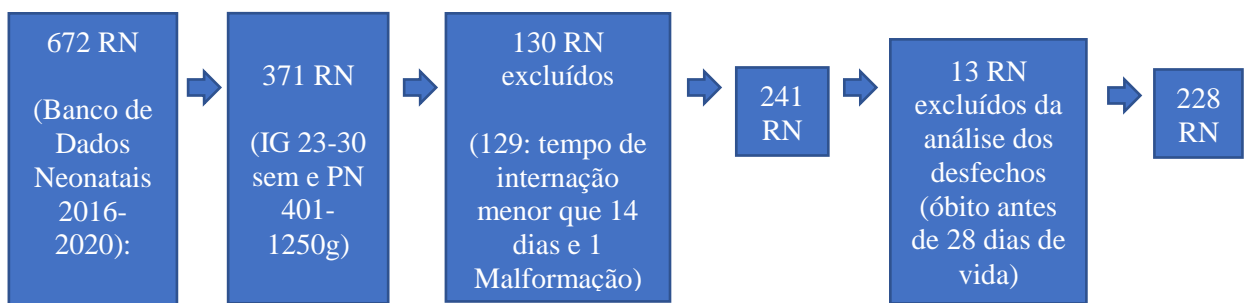 672 RN
(Banco de
Dados
Neonatais
2016-
2020):
371 RN
(IG 23-30
sem e PN
401-
1250g)
130 RN
excluídos
(129: tempo de
internação
menor que 14
dias e 1
Malformação)
241
RN
13 RN
excluídos da
análise dos
desfechos
(óbito antes
de 28 dias de
vida)
228
RN